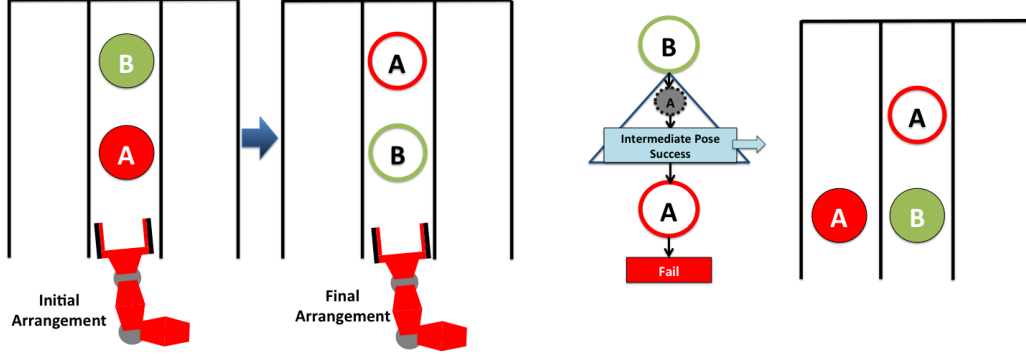 B
A
Initial
Arrangement
A
B
Final
Arrangement
B
A
Intermediate Pose
Success
A
Fail
A
A
B